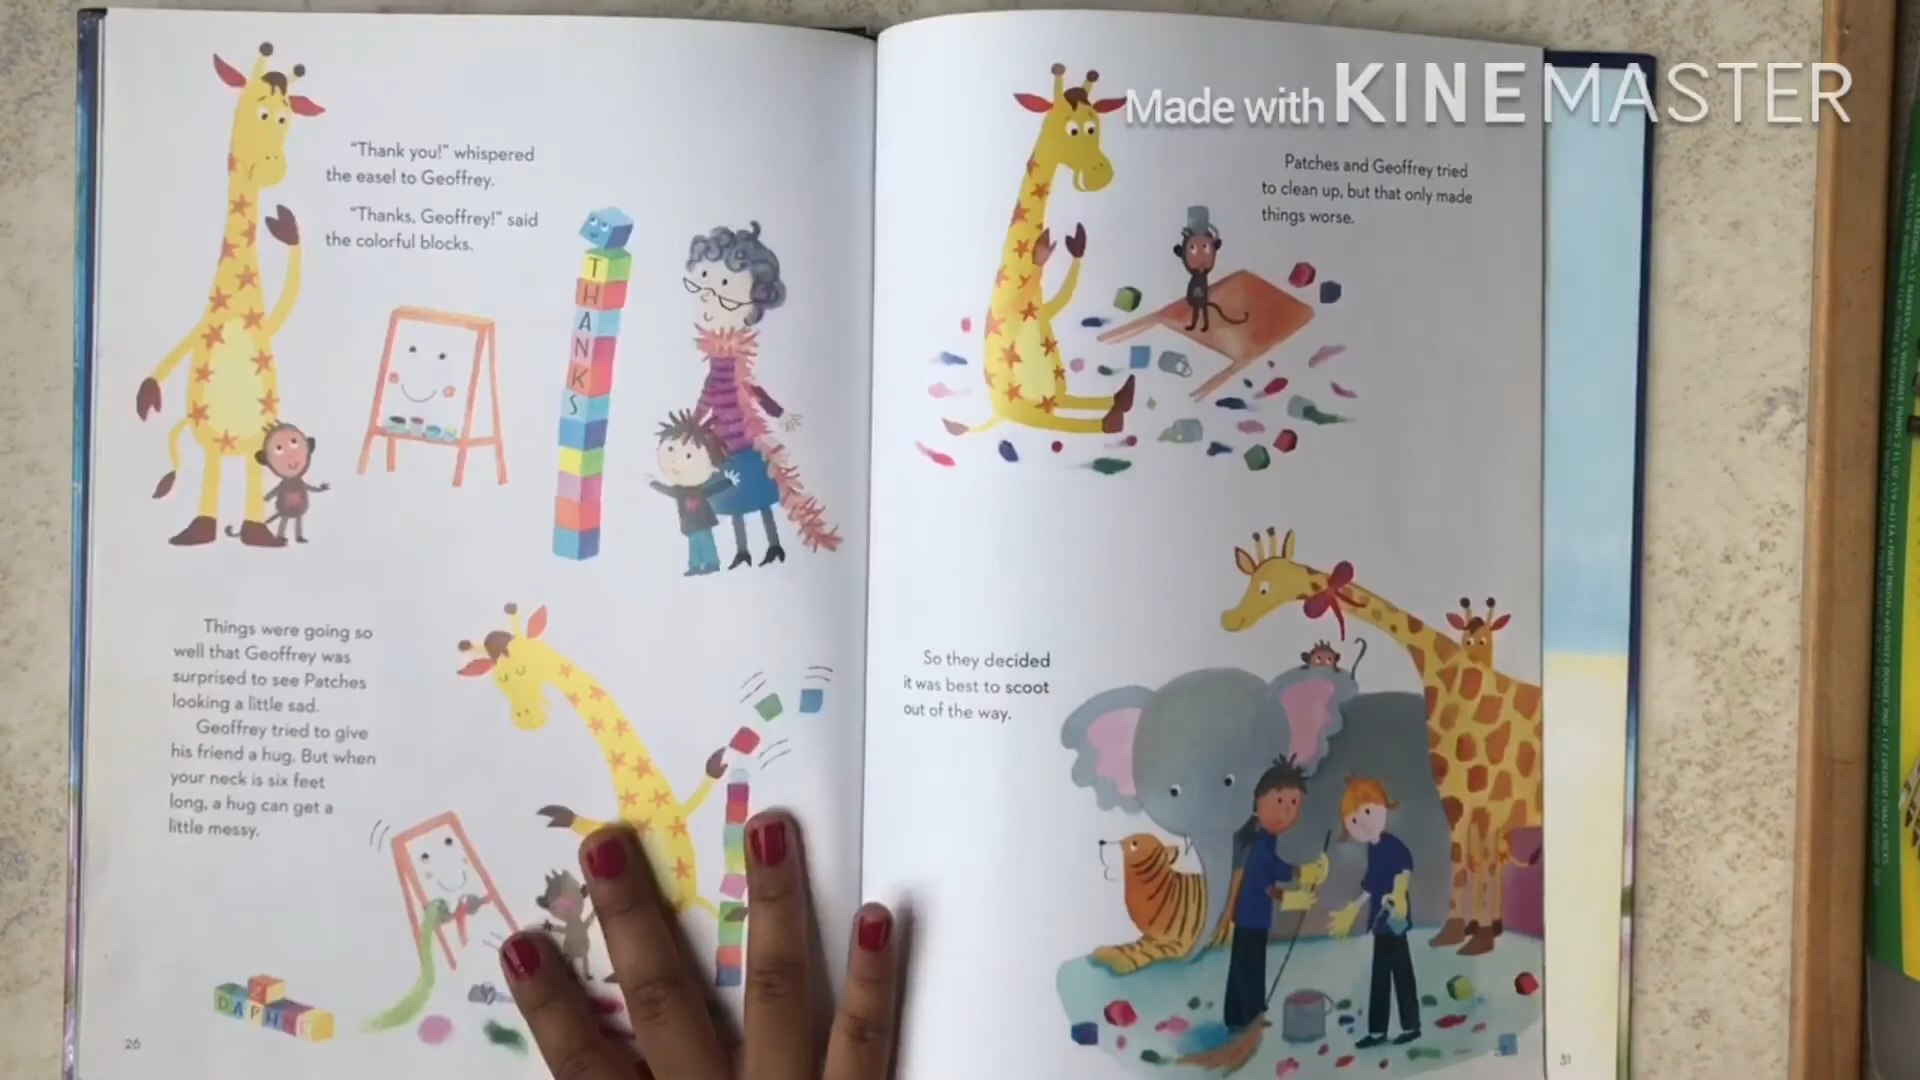 Made with KINEMASTER
"Thank you!" whispered
the easel to Geoffrey.
"Thanks, Geoffrey!" said
the colorful blocks.
T
H
A
N
K
S
Things were going so
well that Geoffrey was
surprised to see Patches
looking a little sad.
Geoffrey tried to give
his friend a hug. But when
your neck is six feet
long, a hug can get a
little messy.
DAPHNE
26
Patches and Geoffrey tried
to clean up, but that only made
things worse.
So they decided
it was best to scoot
out of the way.
31